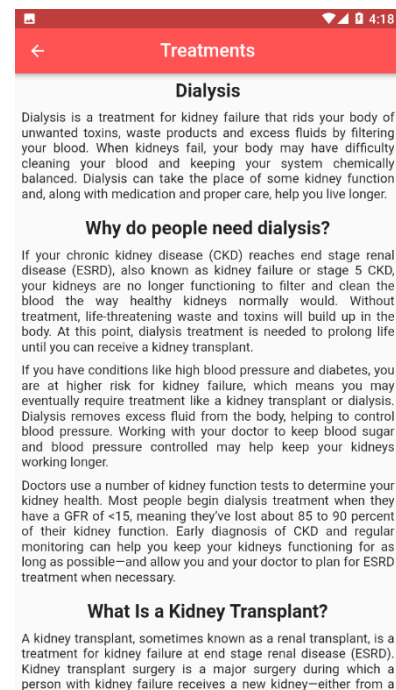 4:18
Treatments
Dialysis
Dialysis is a treatment for kidney failure that rids your body of
unwanted toxins, waste products and excess fluids by filtering
your blood. When kidneys fail, your body may have difficulty
cleaning your blood and keeping your system chemically
balanced. Dialysis can take the place of some kidney function
and, along with medication and proper care, help you live longer.
Why do people need dialysis?
If your chronic kidney disease (CKD) reaches end stage renal
disease (ESRD), also known as kidney failure or stage 5 CKD,
your kidneys are no longer functioning to filter and clean the
blood the way healthy kidneys normally would. Without
treatment, life-threatening waste and toxins will build up in the
body. At this point, dialysis treatment is needed to prolong life
until you can receive a kidney transplant.
If you have conditions like high blood pressure and diabetes, you
are at higher risk for kidney failure, which means you may
eventually require treatment like a kidney transplant or dialysis.
Dialysis removes excess fluid from the body, helping to control
blood pressure. Working with your doctor to keep blood sugar
and blood pressure controlled may help keep your kidneys
working longer.
Doctors use a number of kidney function tests to determine your
kidney health. Most people begin dialysis treatment when they
have a GFR of <15, meaning they’ve lost about 85 to 90 percent
of their kidney function. Early diagnosis of CKD and regular
monitoring can help you keep your kidneys functioning for as
long as possible—and allow you and your doctor to plan for ESRD
treatment when necessary.
What Is a Kidney Transplant?
A kidney transplant, sometimes known as a renal transplant, is a
treatment for kidney failure at end stage renal disease (ESRD).
Kidney transplant surgery is a major surgery during which a
person with kidney failure receives a new kidney—either from a